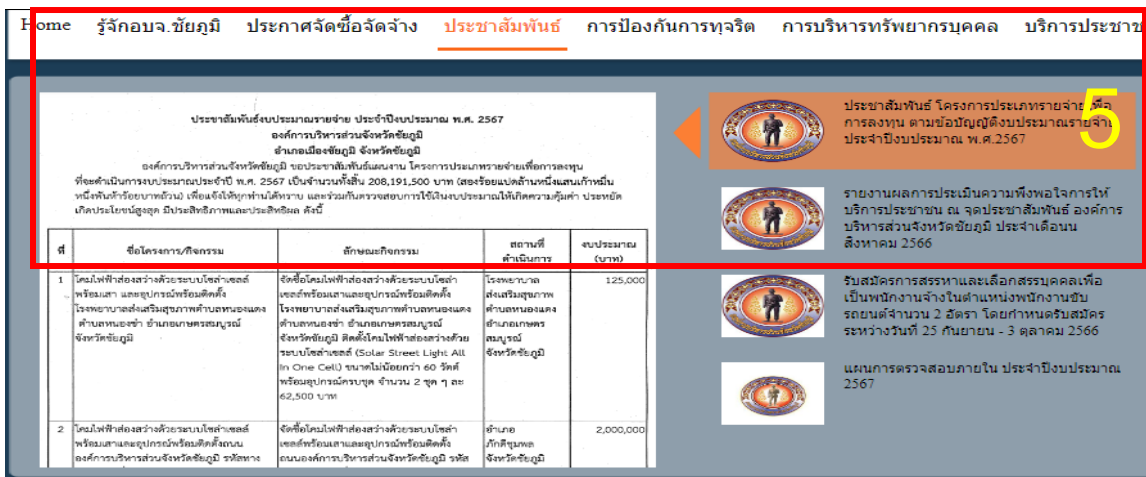 Home รู้จักอบจ.ชัยภูมิ ประกาศจัดซื้อจัดจ้าง ประชาสัมพันธ์ การป้องกันการทุจริต การบริหารทรัพยากรบุคคล บริการประชาช
ประชาสัมพันธ์งบประมาณรายจ่าย ประจำปีงบประมาณ พ.ศ. 2567
องค์การบริหารส่วนจังหวัดชัยภูมิ
อำเภอเมืองชัยภูมิ จังหวัดชัยภูมิ
องค์การบริหารส่วนจังหวัดชัยภูมิ ขอประชาสัมพันธ์แผนงาน โครงการประเภทรายจ่ายเพื่อการลงทุน
ที่จะดำเนินการงบประมาณประจำปี พ.ศ. 2567 เป็นจำนวนทั้งสิ้น 208,191,500 บาท (สองร้อยแปดล้านหนึ่งแสนเก้าหมื่น
หนึ่งพันห้าร้อยบาทถ้วน) เพื่อแจ้งให้ทุกท่านได้ทราบ และร่วมกันตรวจสอบการใช้เงินงบประมาณให้เกิดความคุ้มค่า ประหยัด
เกิดประโยชน์สูงสุด มีประสิทธิภาพและประสิทธิผล ดังนี้
ที่ ชื่อโครงการ/กิจกรรม ลักษณะกิจกรรม สถานที่ดำเนินการ งบประมาณ (บาท)
1 โคมไฟฟ้าส่องสว่างด้วยระบบโซล่าเซลล์
พร้อมเสา และอุปกรณ์พร้อมติดตั้ง
โรงพยาบาลส่งเสริมสุขภาพตำบลหนองแดง
ตำบลหนองข่า อำเภอเกษตรสมบูรณ์
จังหวัดชัยภูมิ
จัดซื้อโคมไฟฟ้าส่องสว่างด้วยระบบโซล่า
เซลล์พร้อมเสาและอุปกรณ์พร้อมติดตั้ง
โรงพยาบาลส่งเสริมสุขภาพตำบลหนองแดง
ตำบลหนองข่า อำเภอเกษตรสมบูรณ์
จังหวัดชัยภูมิ ติดตั้งโคมไฟฟ้าส่องสว่างด้วย
ระบบโซล่าเซลล์ (Solar Street Light All
In One Cell) ขนาดไม่น้อยกว่า 60 วัตต์
พร้อมอุปกรณ์ครบชุด จำนวน 2 ชุด ๆ ละ
62,500 บาท
โรงพยาบาล
ส่งเสริมสุขภาพ
ตำบลหนองแดง
อำเภอเกษตร
สมบูรณ์
จังหวัดชัยภูมิ
125,000
2 โคมไฟฟ้าส่องสว่างด้วยระบบโซล่าเซลล์
พร้อมเสาและอุปกรณ์พร้อมติดตั้งถนน
องค์การบริหารส่วนจังหวัดชัยภูมิ รหัสทาง
จัดซื้อโคมไฟฟ้าส่องสว่างด้วยระบบโซล่า
เซลล์พร้อมเสาและอุปกรณ์พร้อมติดตั้ง
ถนนองค์การบริหารส่วนจังหวัดชัยภูมิ รหัส
อำเภอ
ภักดีชุมพล
จังหวัดชัยภูมิ
2,000,000
ประชาสัมพันธ์ โครงการประเภทรายจ่ายเพื่อ
การลงทุน ตามข้อบัญญัติงบประมาณรายจ่าย
ประจำปีงบประมาณ พ.ศ.2567
5
รายงานผลการประเมินความพึงพอใจการให้
บริการประชาชน ณ จุดประชาสัมพันธ์ องค์การ
บริหารส่วนจังหวัดชัยภูมิ ประจำเดือนน
สิงหาคม 2566
รับสมัครการสรรหาและเลือกสรรบุคคลเพื่อ
เป็นพนักงานจ้างในตำแหน่งพนักงานขับ
รถยนต์จำนวน 2 อัตรา โดยกำหนดรับสมัคร
ระหว่างวันที่ 25 กันยายน - 3 ตุลาคม 2566
แผนการตรวจสอบภายใน ประจำปีงบประมาณ
2567